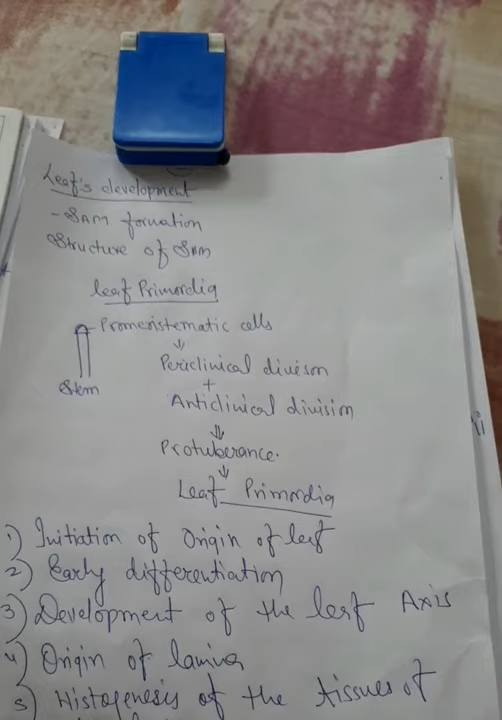 Leaf's development
- SAM formation
Structure of SAM
leaf Primordia
Promeristematic cells
↓
Stem
Periclinical divison
+
Anticlinical division
⇓
Protuberance.
↓
Leaf Primordia
1) Initiation of Origin of leaf
2) Early differentiation
3) Development of the leaf Axis
4) Origin of lamina
5) Histogenesis of the tissues of